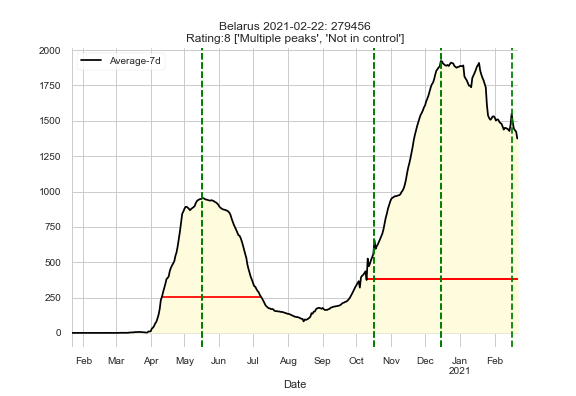 Belarus 2021-02-22: 279456
Rating:8 ['Multiple peaks', 'Not in control']
Average-7d
2000
1750
1500
1250
1000
750
500
250
0
Feb Mar Apr May Jun Jul Aug Sep Oct Nov Dec Jan Feb
2021
Date